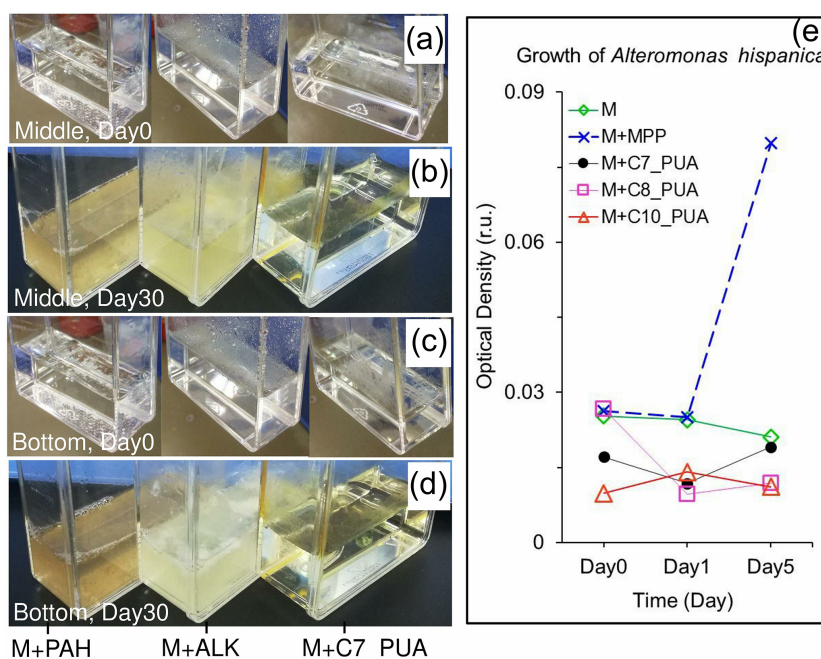 (a)
Middle, Day0
(b)
Middle, Day30
(c)
Bottom, Day0
(d)
Bottom, Day30
M+PAH
M+ALK
M+C7 PUA
(e)
Growth of Alteromonas hispanica
0.09
0.06
0.03
0
Optical Density (r.u.)
M
M+MPP
M+C7_PUA
M+C8_PUA
M+C10_PUA
Day0 Day1 Day5
Time (Day)